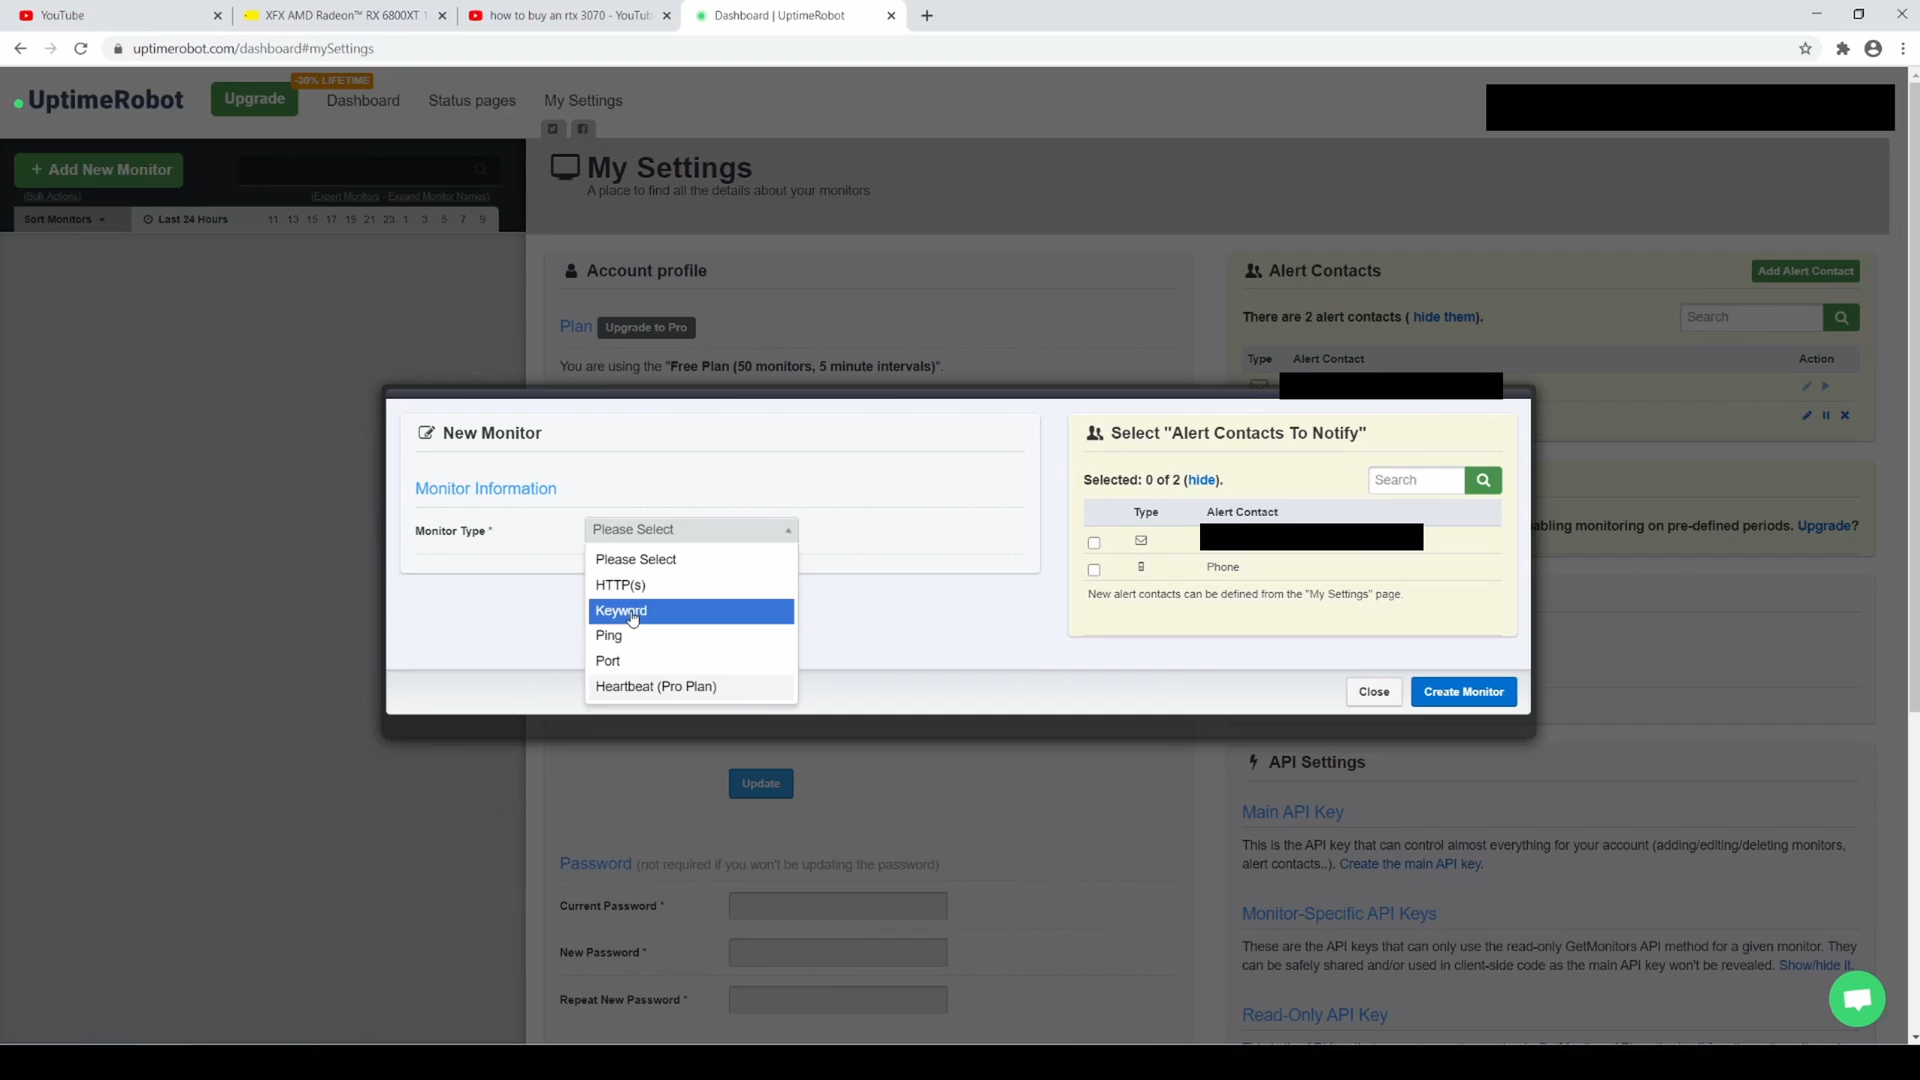 YouTube
XFX AMD Radeon™ RX 6800XT 1
how to buy an rtx 3070 - YouTub
Dashboard | UptimeRobot
uptimerobot.com/dashboard#mySettings
UptimeRobot
Upgrade
-30% LIFETIME
Dashboard
Status pages
My Settings
+ Add New Monitor
(Bulk Actions)
(Export Monitors - Expand Monitor Names)
Sort Monitors
Last 24 Hours
11 13 15 17 19 21 23 1 3 5 7 9
My Settings
A place to find all the details about your monitors
Account profile
Plan Upgrade to Pro
You are using the "Free Plan (50 monitors, 5 minute intervals)".
Alert Contacts
Add Alert Contact
There are 2 alert contacts ( hide them).
Search
Type Alert Contact Action
New Monitor
Monitor Information
Monitor Type *
Please Select
Please Select
HTTP(s)
Keyword
Ping
Port
Heartbeat (Pro Plan)
Select "Alert Contacts To Notify"
Selected: 0 of 2 (hide).
Search
Type Alert Contact
Phone
New alert contacts can be defined from the "My Settings" page.
Close
Create Monitor
abling monitoring on pre-defined periods. Upgrade?
Update
Password (not required if you won't be updating the password)
Current Password *
New Password *
Repeat New Password *
API Settings
Main API Key
This is the API key that can control almost everything for your account (adding/editing/deleting monitors,
alert contacts..). Create the main API key.
Monitor-Specific API Keys
These are the API keys that can only use the read-only GetMonitors API method for a given monitor. They
can be safely shared and/or used in client-side code as the main API key won't be revealed. Show/hide it.
Read-Only API Key